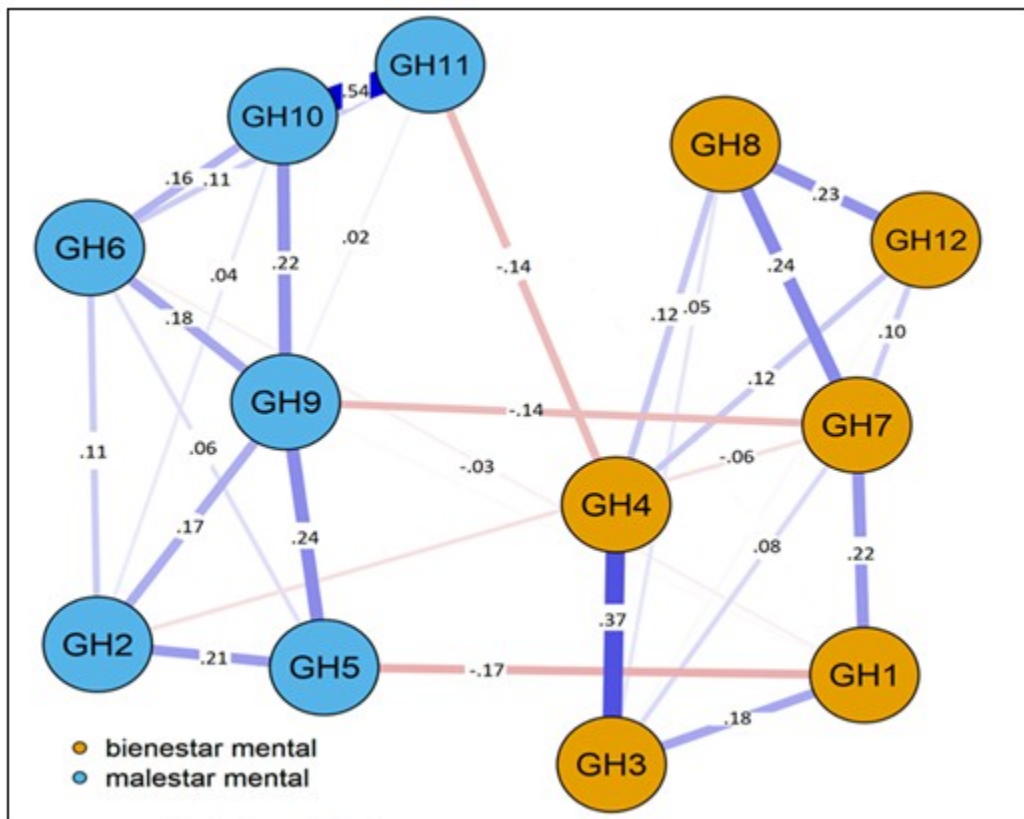 GH11
.54
GH10
GH8
.16
.11
.23
GH6
GH12
.02
.22
.04
-.14
.24
.18
.12
.05
.10
.12
GH9
-.14
GH7
.11
.06
-.03
-.06
GH4
.17
.24
.08
.22
.37
GH2
.21
GH5
-.17
GH1
.18
GH3
bienestar mental
malestar mental